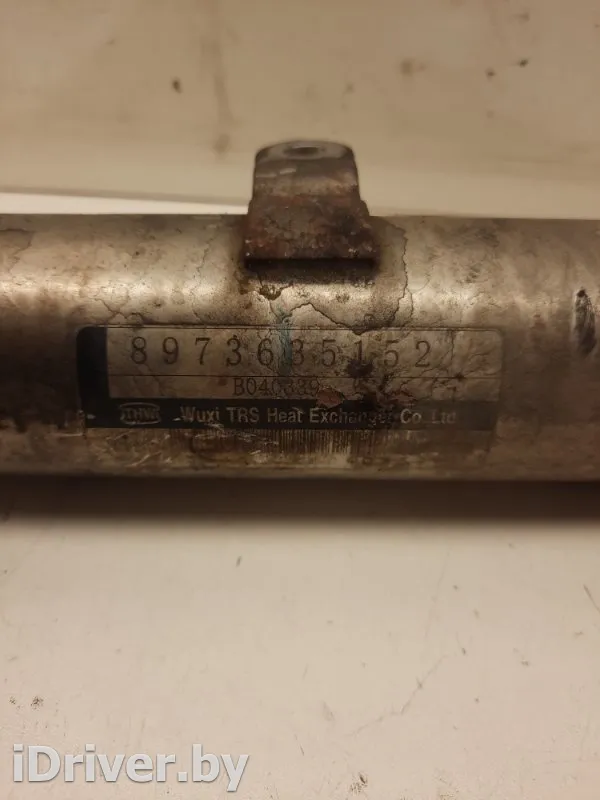 8973635152
B040339
Wuxi TRS Heat Exchanger Co.,Ltd
iDriver.by